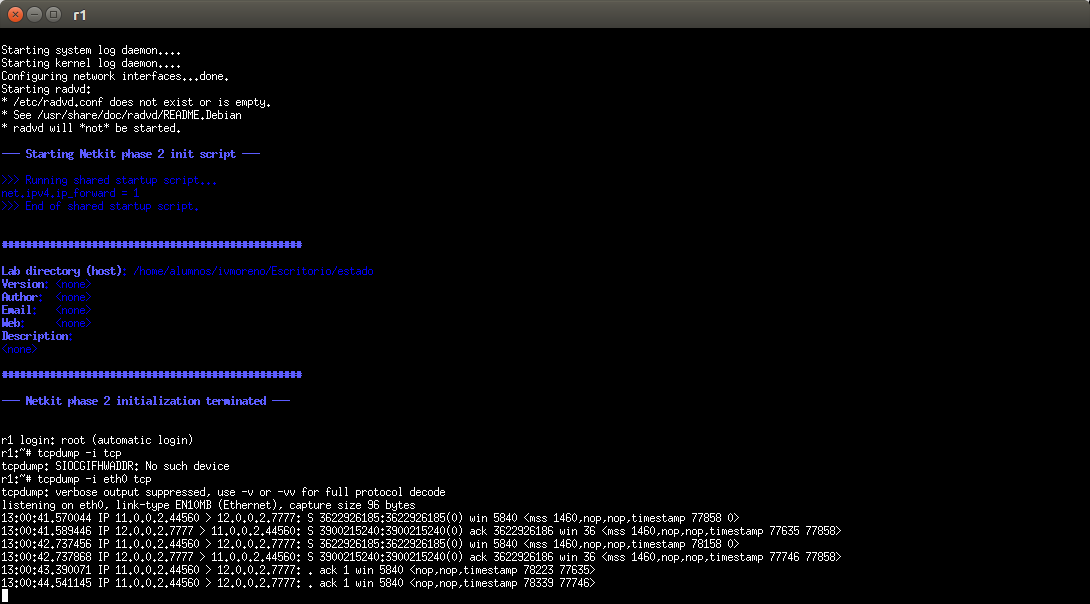 r1
Starting system log daemon....
Starting kernel log daemon....
Configuring network interfaces...done.
Starting radvd:
* /etc/radvd.conf does not exist or is empty.
* See /usr/share/doc/radvd/README.Debian
* radvd will *not* be started.
--- Starting Netkit phase 2 init script ---
>>> Running shared startup script...
net.ipv4.ip_forward = 1
>>> End of shared startup script.
##################################################
Lab directory (host): /home/alumnos/ivmoreno/Escritorio/estado
Version: <none>
Author: <none>
Email: <none>
Web: <none>
Description:
<none>
##################################################
--- Netkit phase 2 initialization terminated ---
r1 login: root (automatic login)
r1:~# tcpdump -i tcp
tcpdump: SIOCGIFHWADDR: No such device
r1:~# tcpdump -i eth0 tcp
tcpdump: verbose output suppressed, use -v or -vv for full protocol decode
listening on eth0, link-type EN10MB (Ethernet), capture size 96 bytes
13:00:41.570044 IP 11.0.0.2.44560 > 12.0.0.2.7777: S 3622926185:3622926185(0) win 5840 <mss 1460,nop,nop,timestamp 77858 0>
13:00:41.589446 IP 12.0.0.2.7777 > 11.0.0.2.44560: S 3900215240:3900215240(0) ack 3622926186 win 36 <mss 1460,nop,nop,timestamp 77635 77858>
13:00:42.737456 IP 11.0.0.2.44560 > 12.0.0.2.7777: S 3622926185:3622926185(0) win 5840 <mss 1460,nop,nop,timestamp 78158 0>
13:00:42.737868 IP 12.0.0.2.7777 > 11.0.0.2.44560: S 3900215240:3900215240(0) ack 3622926186 win 36 <mss 1460,nop,nop,timestamp 77746 77858>
13:00:43.390071 IP 11.0.0.2.44560 > 12.0.0.2.7777: . ack 1 win 5840 <nop,nop,timestamp 78223 77635>
13:00:44.541145 IP 11.0.0.2.44560 > 12.0.0.2.7777: . ack 1 win 5840 <nop,nop,timestamp 78339 77746>